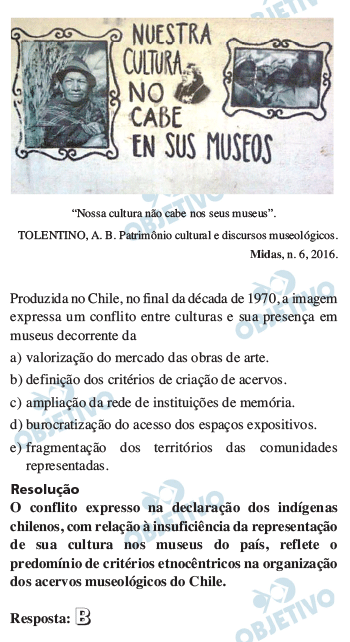 OBJETIVO
NUESTRA
CULTURA
NO
CABE
EN SUS MUSEOS
“Nossa cultura não cabe nos seus museus”.
TOLENTINO, A. B. Patrimônio cultural e discursos museológicos.
Midas, n. 6, 2016.
OBJETIVO
Produzida no Chile, no final da década de 1970, a imagem
expressa um conflito entre culturas e sua presença em
museus decorrente da
OBJETIVO
a) valorização do mercado das obras de arte.
b) definição dos critérios de criação de acervos.
c) ampliação da rede de instituições de memória.
d) burocratização do acesso dos espaços expositivos.
OBJETIVO
e) fragmentação dos territórios das comunidades
representadas.
Resolução
O conflito expresso na declaração dos indígenas
OBJETIVO
chilenos, com relação à insuficiência da representação
de sua cultura nos museus do país, reflete o
predomínio de critérios etnocêntricos na organização
dos acervos museológicos do Chile.
Resposta: B
OBJETIVO